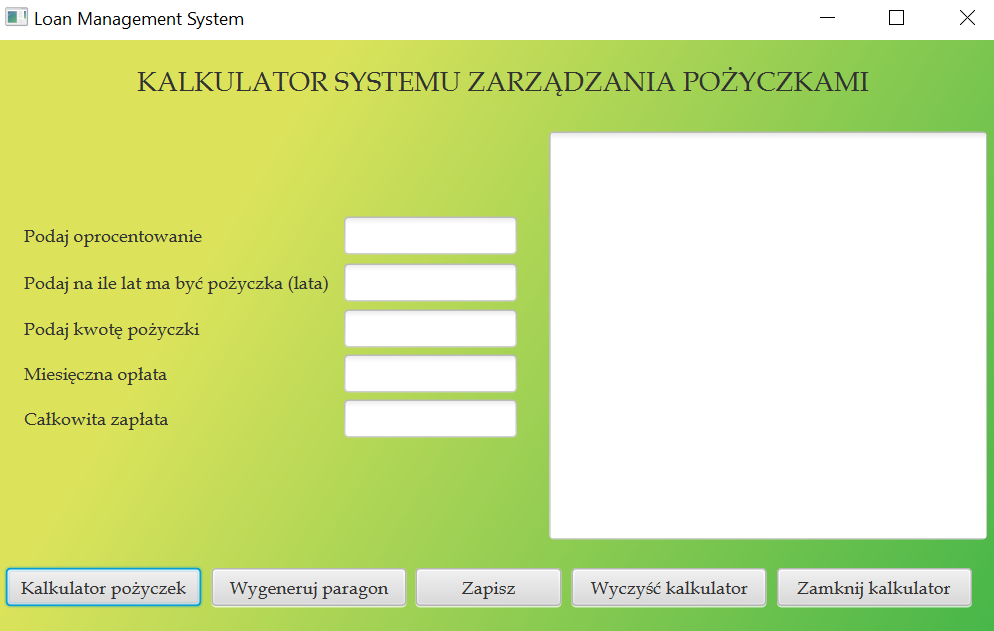 Loan Management System
KALKULATOR SYSTEMU ZARZĄDZANIA POŻYCZKAMI
Podaj oprocentowanie
Podaj na ile lat ma być pożyczka (lata)
Podaj kwotę pożyczki
Miesięczna opłata
Całkowita zapłata
Kalkulator pożyczek
Wygeneruj paragon
Zapisz
Wyczyść kalkulator
Zamknij kalkulator